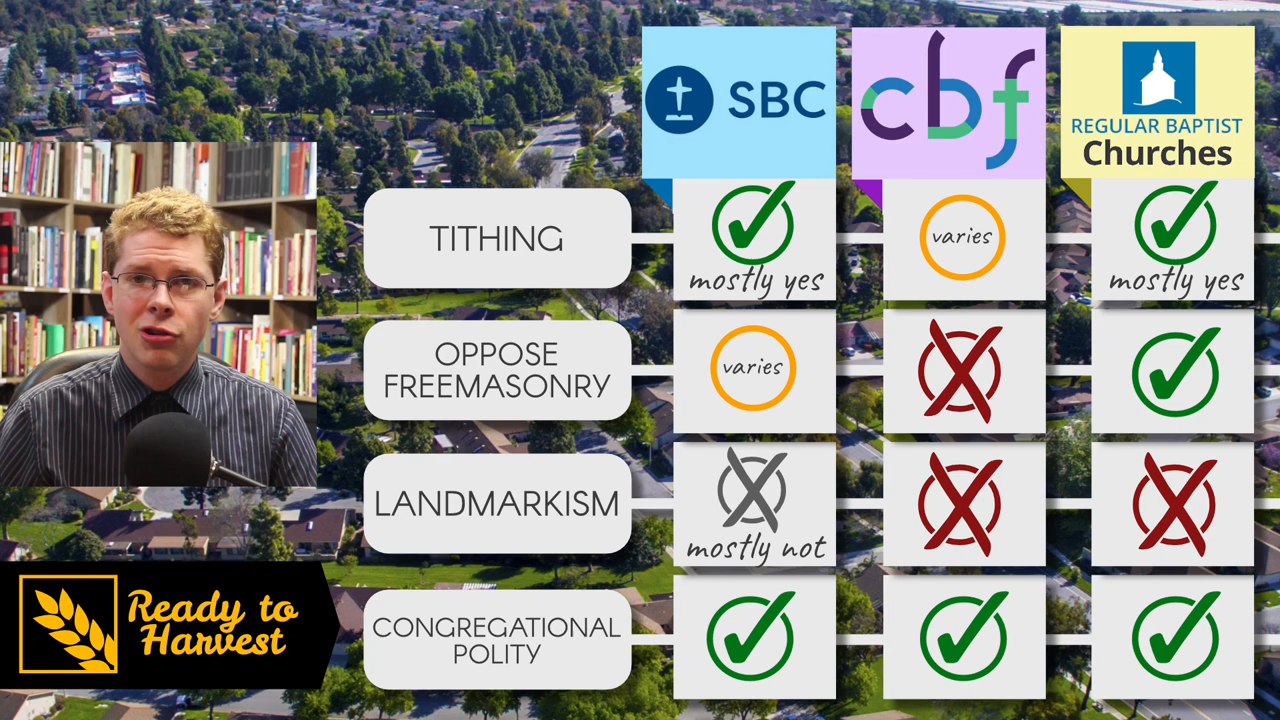 SBC
cbf
REGULAR BAPTIST
Churches
TITHING
mostly yes
varies
mostly yes
OPPOSE
FREEMASONRY
varies
LANDMARKISM
mostly not
CONGREGATIONAL
POLITY
Ready to
Harvest